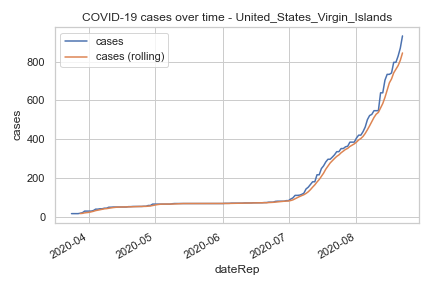 COVID-19 cases over time - United_States_Virgin_Islands
cases
cases (rolling)
cases
800
600
400
200
0
2020-04
2020-05
2020-06
2020-07
2020-08
dateRep